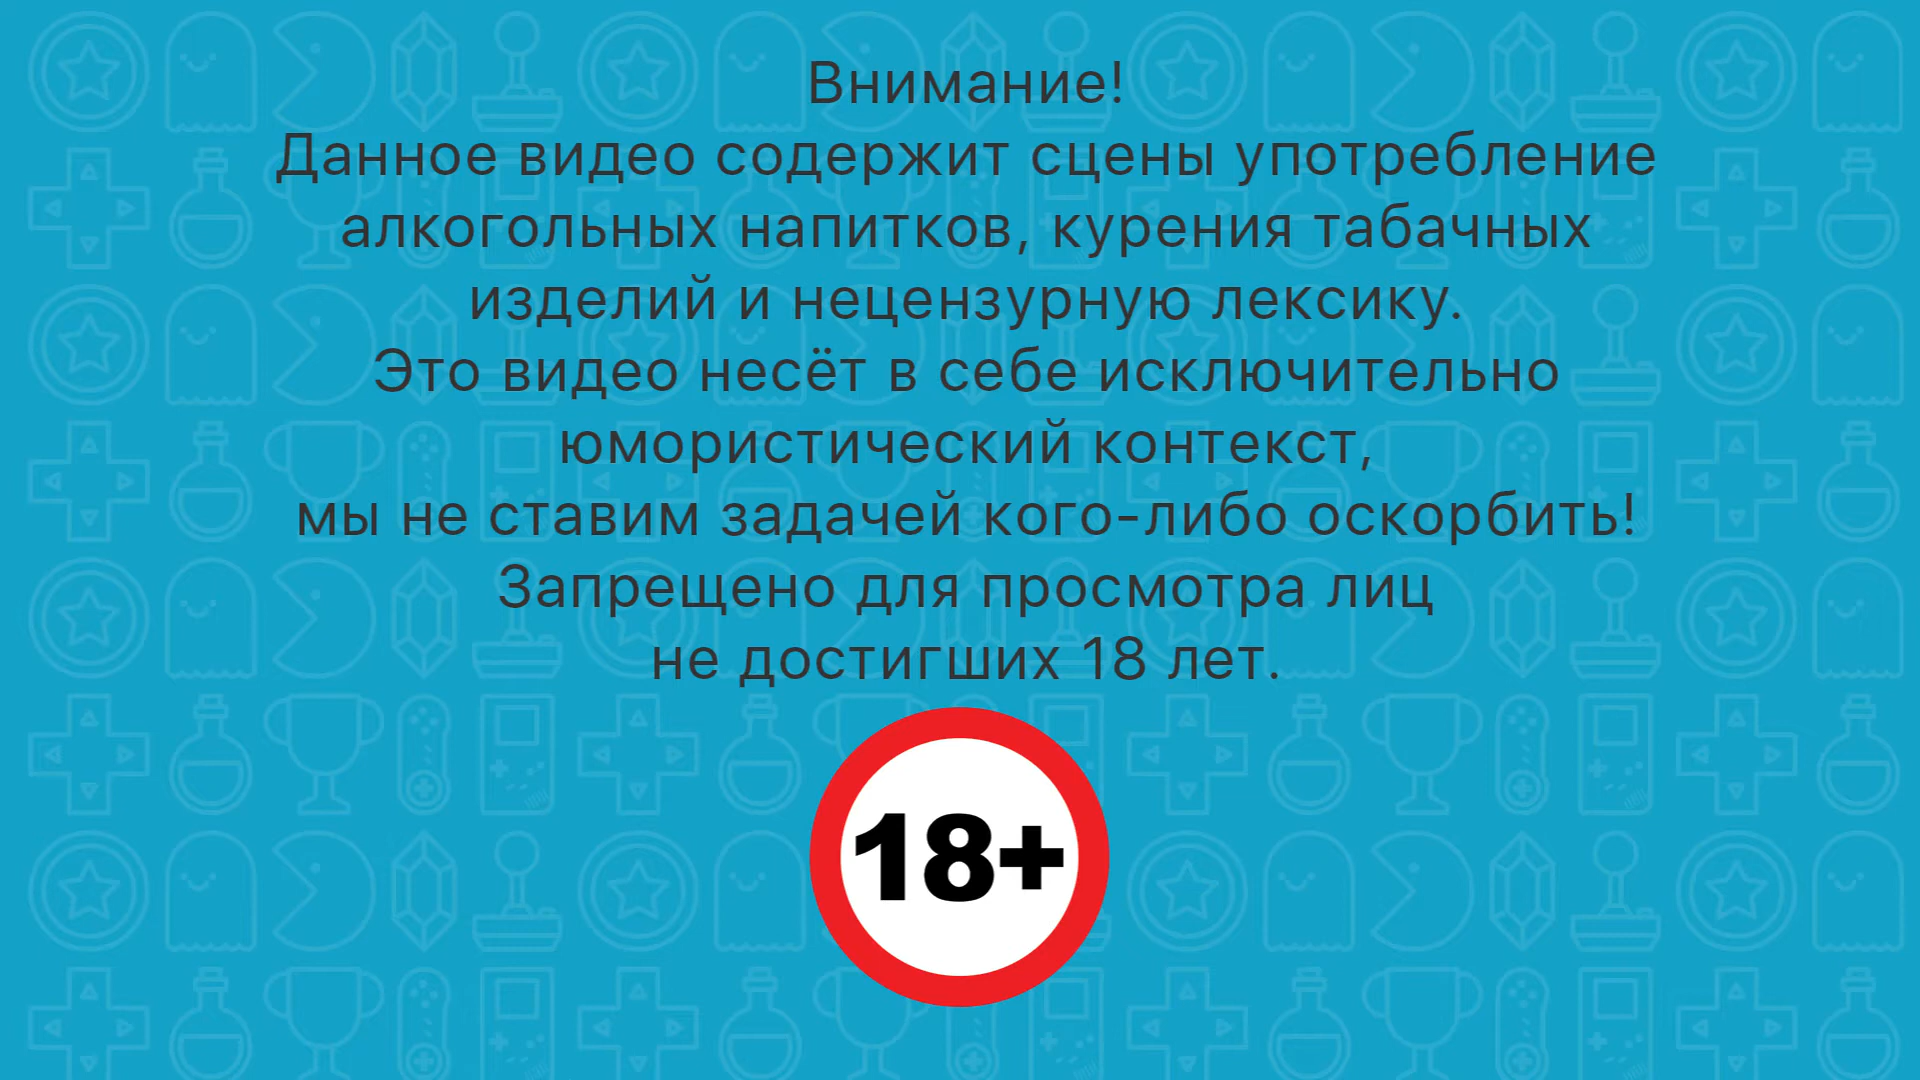 Внимание!
Данное видео содержит сцены употребление
алкогольных напитков, курения табачных
изделий и нецензурную лексику.
Это видео несёт в себе исключительно
юмористический контекст,
мы не ставим задачей кого-либо оскорбить!
Запрещено для просмотра лиц
не достигших 18 лет.
18+